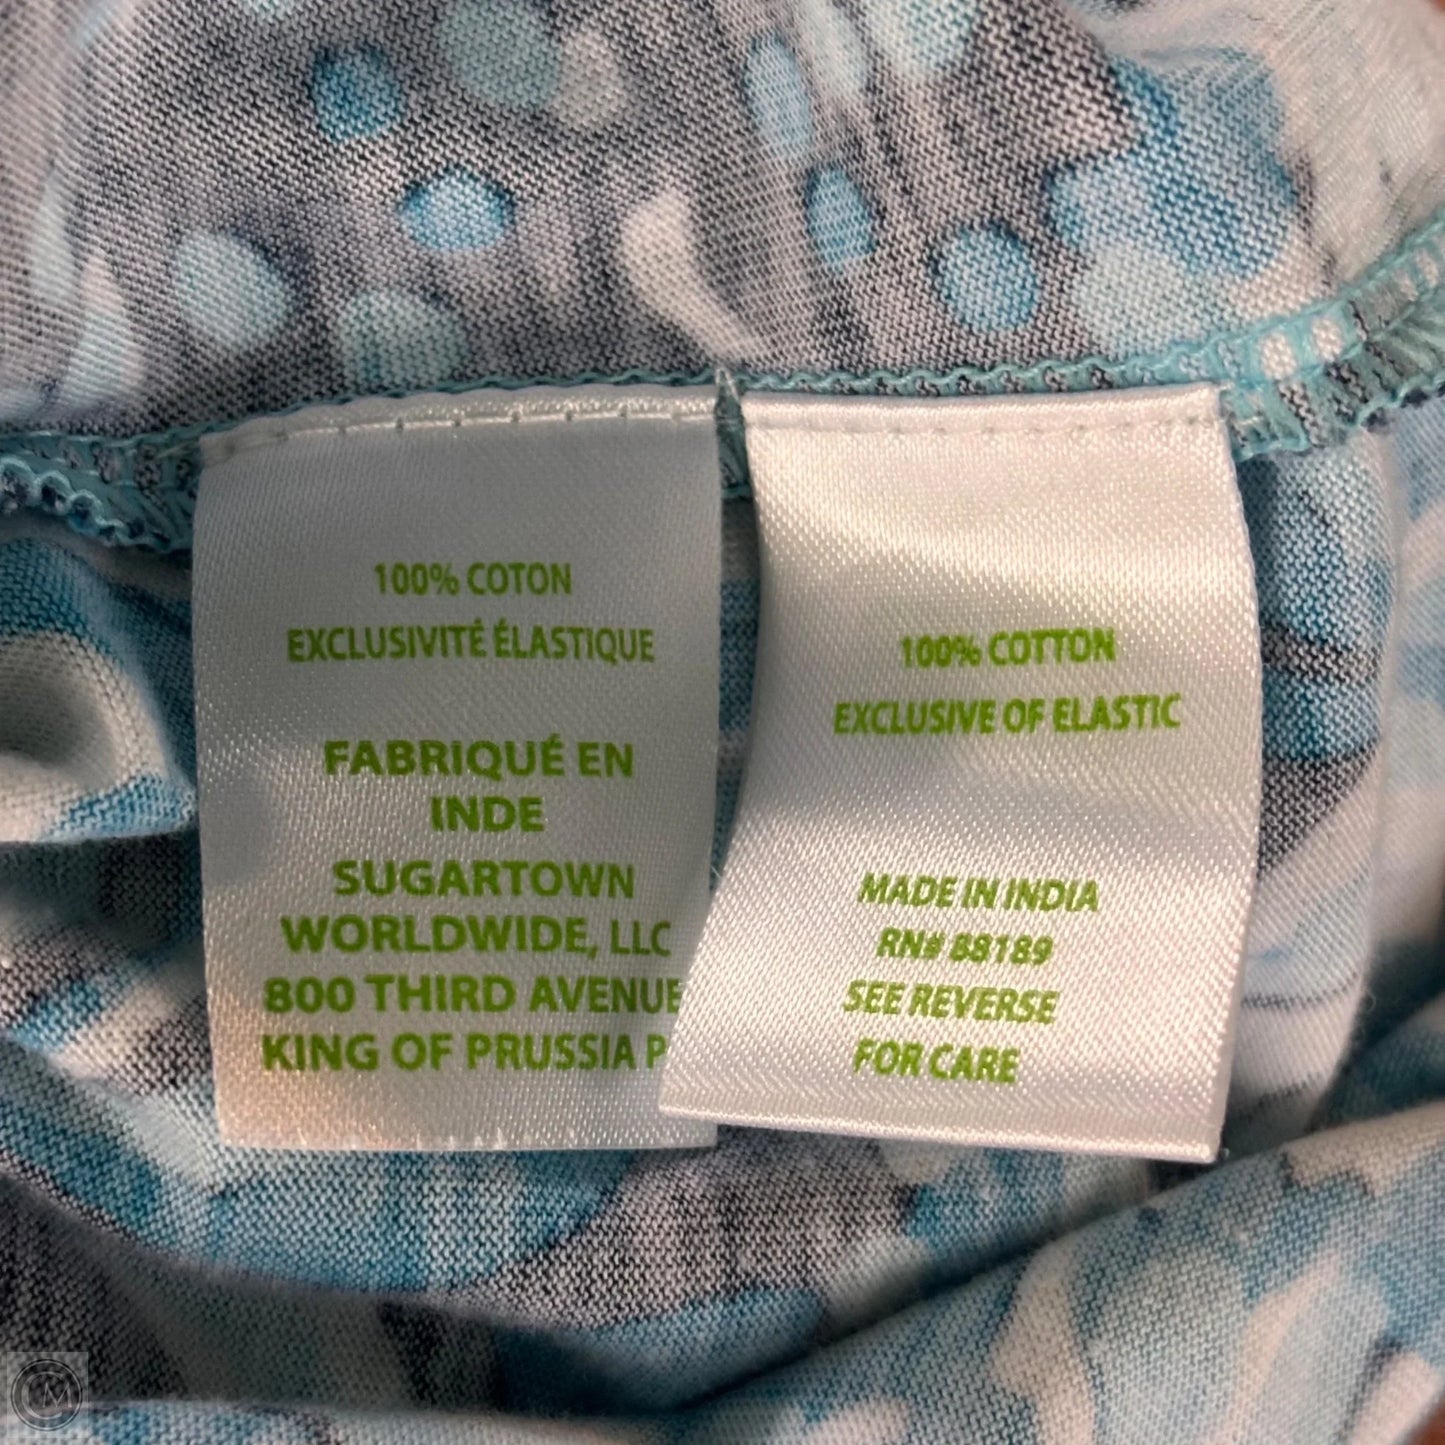 100% COTON
EXCLUSIVITÉ ÉLASTIQUE
FABRIQUÉ EN
INDE
SUGARTOWN
WORLDWIDE, LLC
800 THIRD AVENUE
KING OF PRUSSIA P
100% COTTON
EXCLUSIVE OF ELASTIC
MADE IN INDIA
RN# 88189
SEE REVERSE
FOR CARE